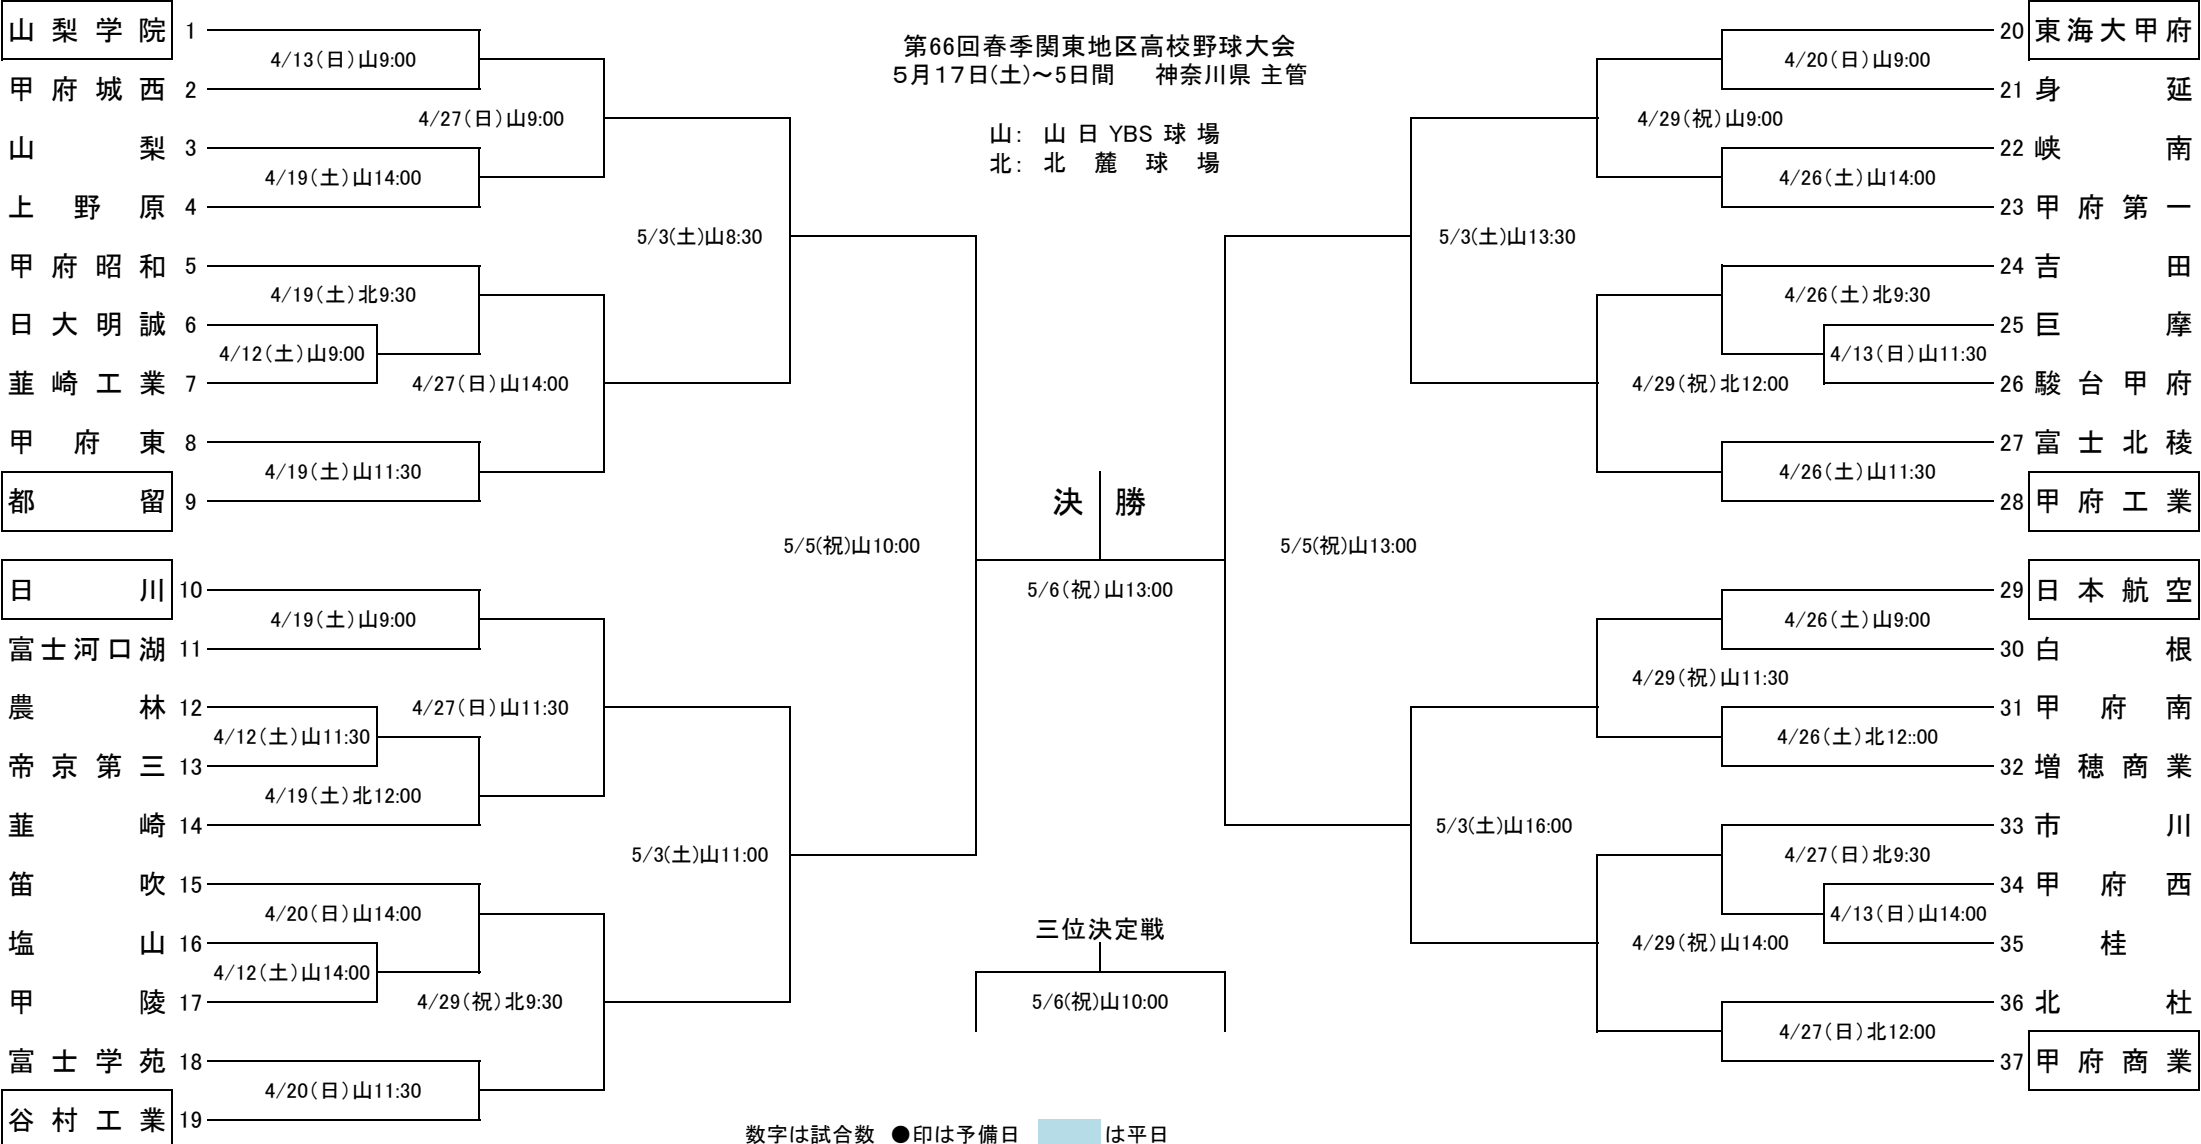 第66回春季関東地区高校野球大会
５月１７日(土)～5日間　神奈川県 主管
山： 山 日 YBS 球 場
北： 北 麓 球 場
山梨学院 1
4/13(日)山9:00
甲府城西 2
4/27(日)山9:00
山梨 3
4/19(土)山14:00
上野原 4
5/3(土)山8:30
甲府昭和 5
4/19(土)北9:30
日大明誠 6
4/12(土)山9:00
韮崎工業 7
4/27(日)山14:00
甲府東 8
4/19(土)山11:30
都留 9
5/5(祝)山10:00
日川 10
4/19(土)山9:00
富士河口湖 11
農林 12
4/27(日)山11:30
4/12(土)山11:30
帝京第三 13
4/19(土)北12:00
韮崎 14
5/3(土)山11:00
笛吹 15
4/20(日)山14:00
塩山 16
4/12(土)山14:00
甲陵 17
4/29(祝)北9:30
富士学苑 18
4/20(日)山11:30
谷村工業 19
決 勝
5/6(祝)山13:00
三位決定戦
5/6(祝)山10:00
20 東海大甲府
4/20(日)山9:00
21 身延
4/29(祝)山9:00
22 峡南
4/26(土)山14:00
23 甲府第一
5/3(土)山13:30
24 吉田
4/26(土)北9:30
25 巨摩
4/13(日)山11:30
26 駿台甲府
4/29(祝)北12:00
27 富士北稜
4/26(土)山11:30
28 甲府工業
5/5(祝)山13:00
29 日本航空
4/26(土)山9:00
30 白根
4/29(祝)山11:30
31 甲府南
4/26(土)北12::00
32 増穂商業
5/3(土)山16:00
33 市川
4/27(日)北9:30
34 甲府西
4/13(日)山14:00
35 桂
4/29(祝)山14:00
36 北杜
4/27(日)北12:00
37 甲府商業
数字は試合数　●印は予備日　は平日